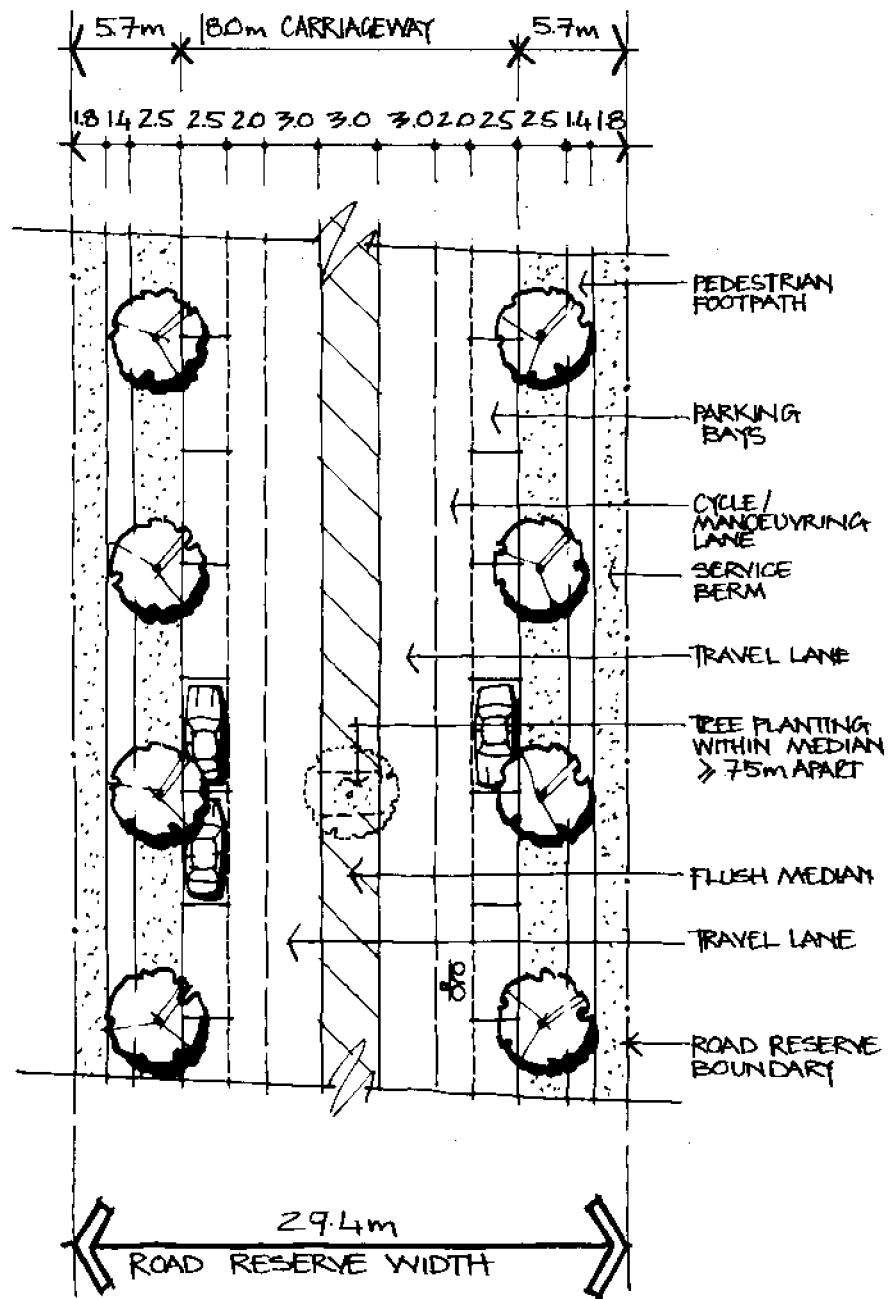 5.7m 18.0m CARRIAGEWAY 5.7m
1.8 1.4 2.5 2.5 2.0 3.0 3.0 3.0 2.0 2.5 2.5 1.4 1.8
PEDESTRIAN
FOOTPATH
PARKING
BAYS
CYCLE/
MANOEUVRING
LANE
SERVICE
BERM
TRAVEL LANE
TREE PLANTING
WITHIN MEDIAN
≥ 75m APART
FLUSH MEDIAN
TRAVEL LANE
ROAD RESERVE
BOUNDARY
29.4m
ROAD RESERVE WIDTH